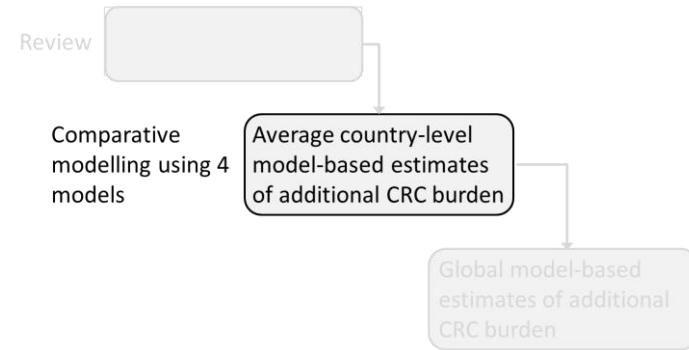 Review
Comparative
modelling using 4
models
Average country-level
model-based estimates
of additional CRC burden
Global model-based
estimates of additional
CRC burden